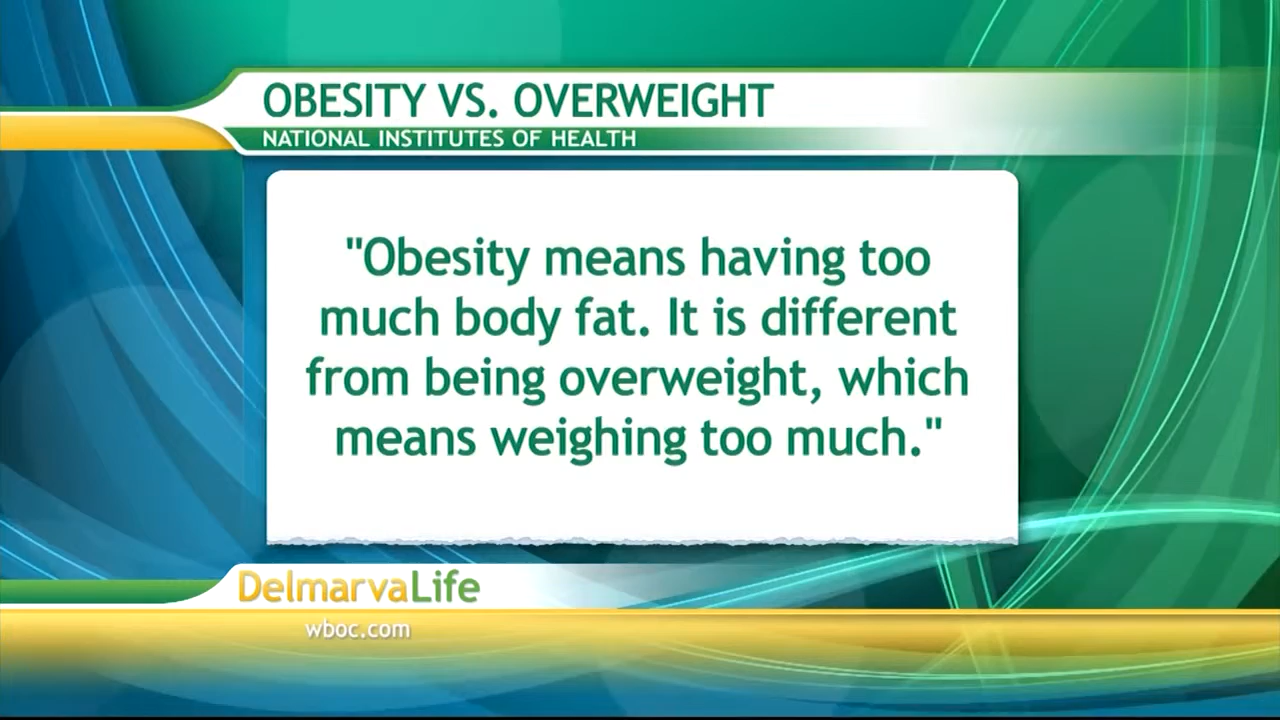 OBESITY VS. OVERWEIGHT
NATIONAL INSTITUTES OF HEALTH
"Obesity means having too
much body fat. It is different
from being overweight, which
means weighing too much."
DelmarvaLife
wboc.com